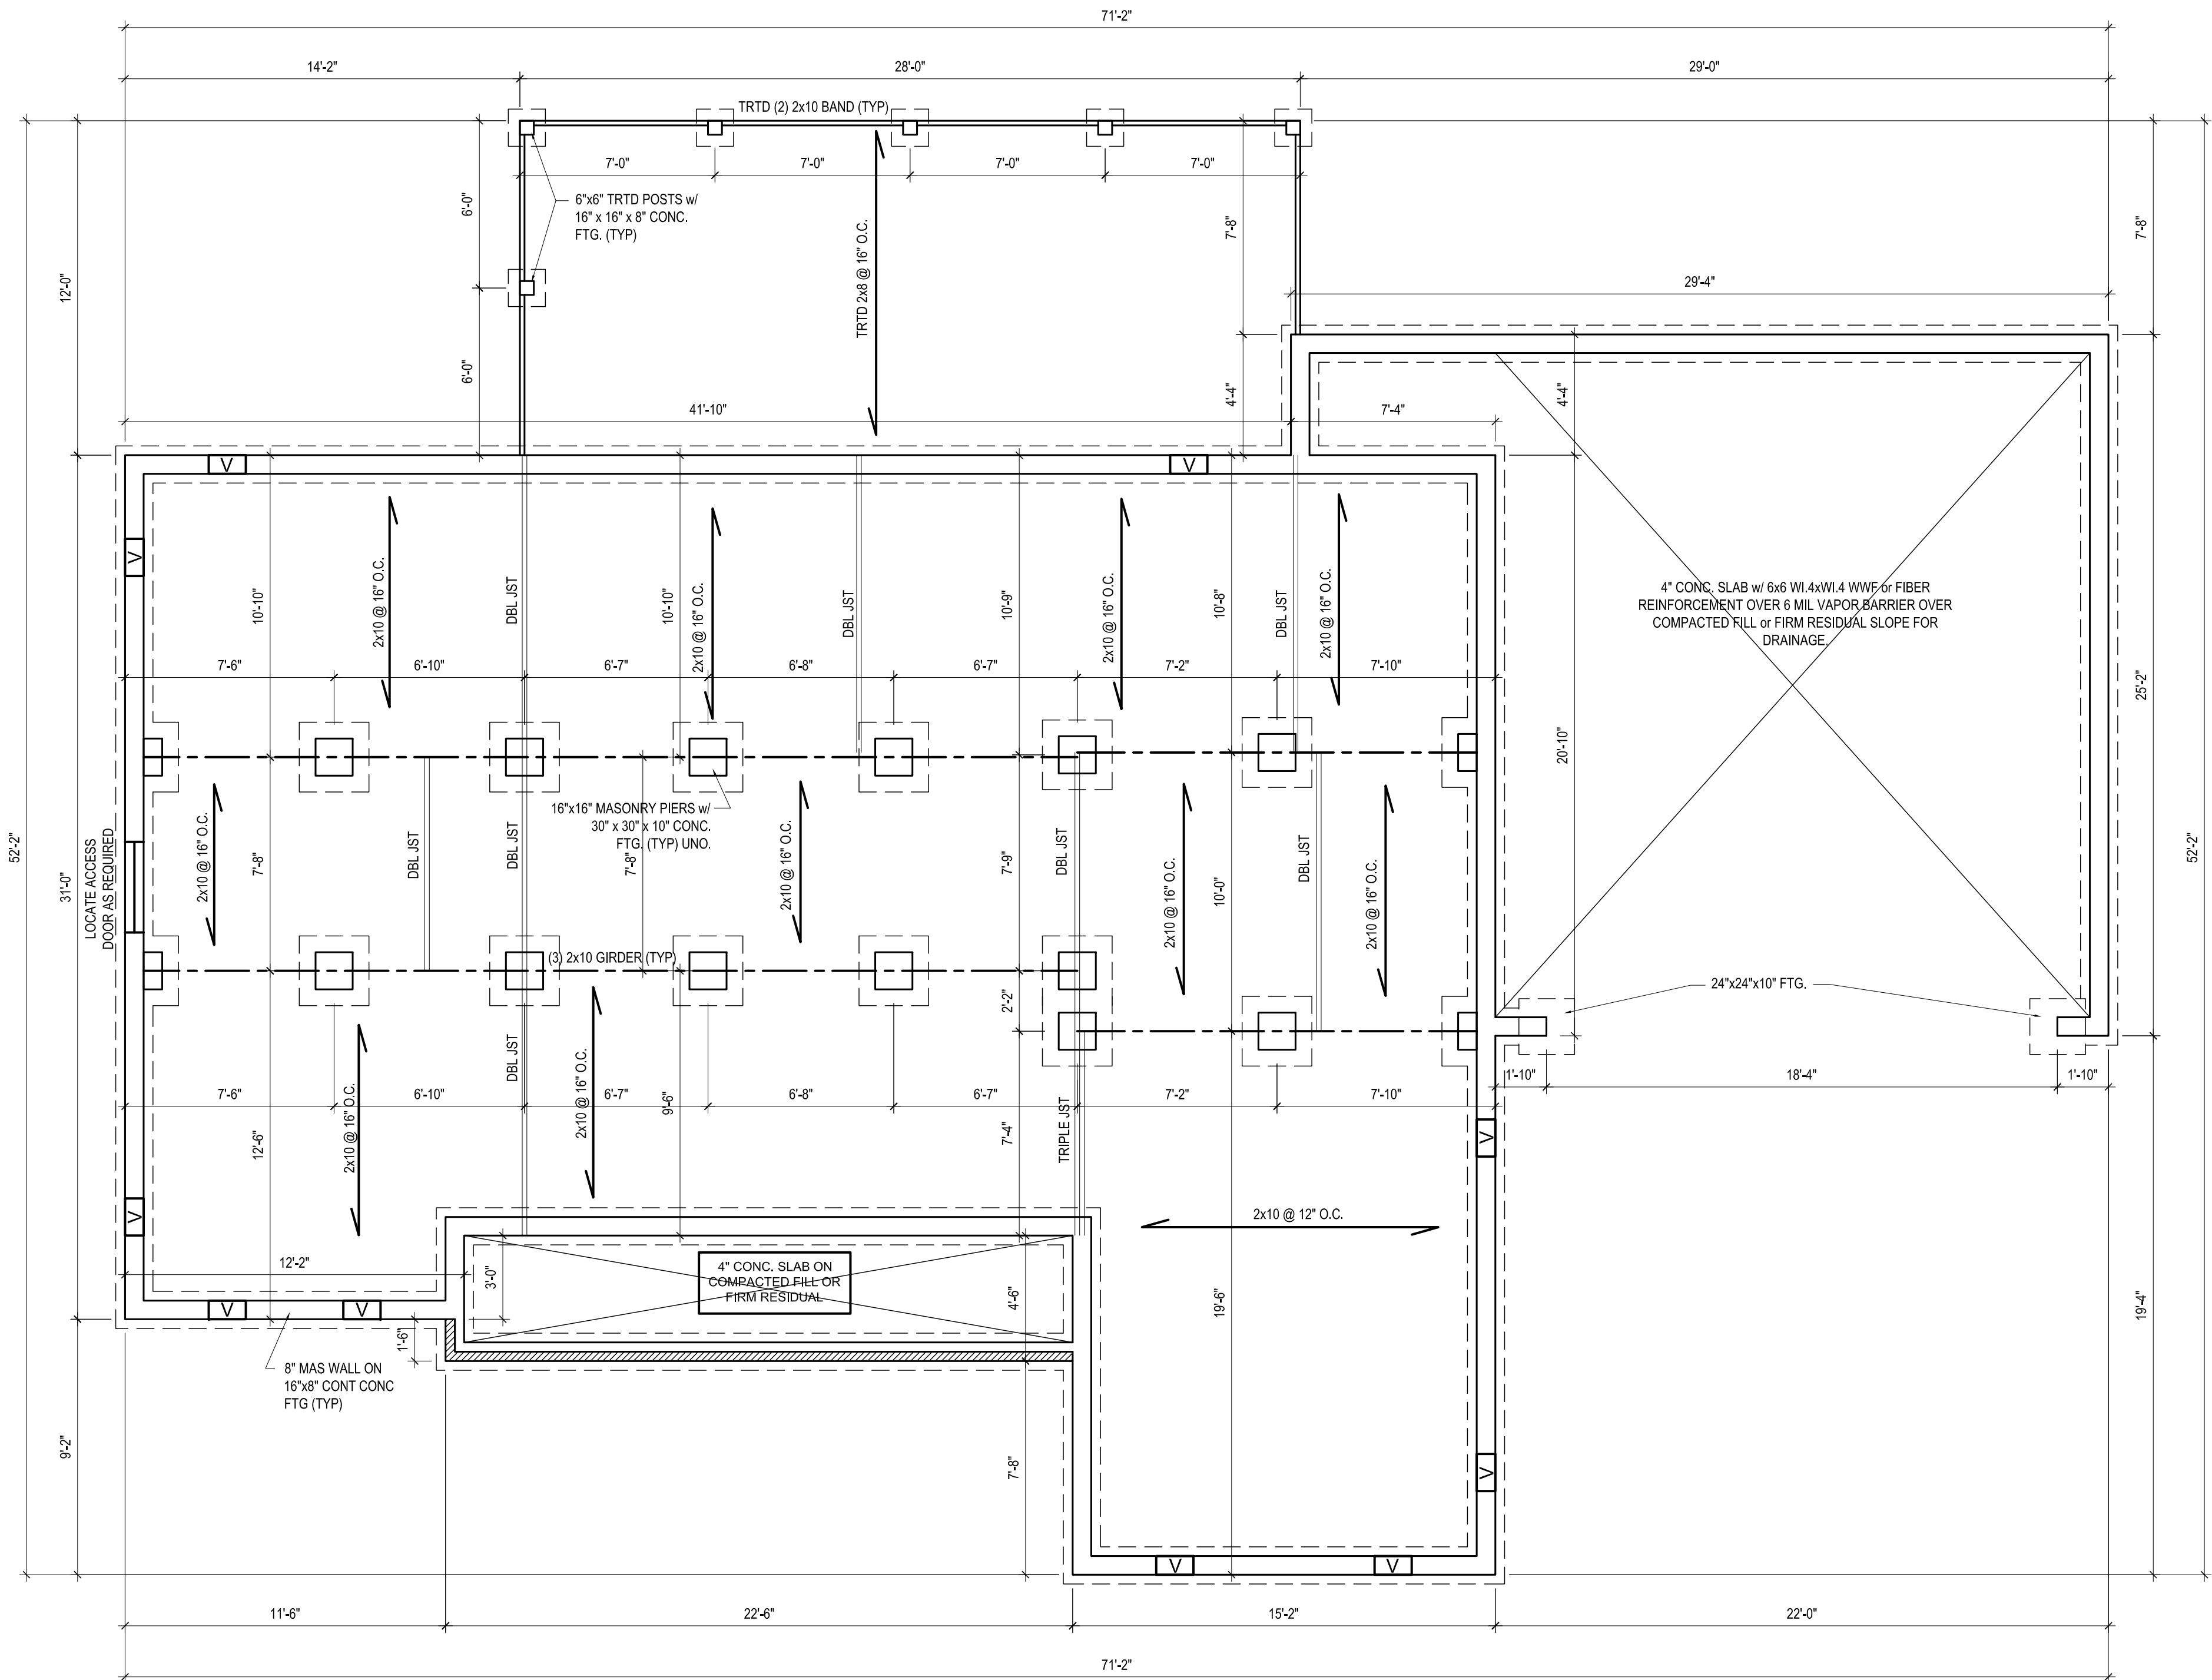 71'-2"
14'-2"
28'-0"
29'-0"
TRTD (2) 2x10 BAND (TYP)
7'-0"
7'-0"
7'-0"
7'-0"
6'-0"
6"x6" TRTD POSTS w/
16" x 16" x 8" CONC.
FTG. (TYP)
TRTD 2x8 @ 16" O.C.
7'-8"
7'-8"
12'-0"
29'-4"
6'-0"
4'-4"
4'-4"
41'-10"
7'-4"
V
V
V
10'-10"
2x10 @ 16" O.C.
DBL JST
10'-10"
2x10 @ 16" O.C.
DBL JST
10'-9"
2x10 @ 16" O.C.
10'-8"
DBL JST
2x10 @ 16" O.C.
4" CONC. SLAB w/ 6x6 WI.4xWI.4 WWF or FIBER
REINFORCEMENT OVER 6 MIL VAPOR BARRIER OVER
COMPACTED FILL or FIRM RESIDUAL SLOPE FOR
DRAINAGE.
7'-6"
6'-10"
6'-7"
6'-8"
6'-7"
7'-2"
7'-10"
25'-2"
20'-10"
52'-2"
31'-0"
LOCATE ACCESS
DOOR AS REQUIRED
2x10 @ 16" O.C.
7'-8"
DBL JST
DBL JST
16"x16" MASONRY PIERS w/
30" x 30" x 10" CONC.
FTG. (TYP) UNO.
7'-8"
2x10 @ 16" O.C.
7'-9"
DBL JST
2x10 @ 16" O.C.
10'-0"
DBL JST
2x10 @ 16" O.C.
52'-2"
(3) 2x10 GIRDER (TYP)
24"x24"x10" FTG.
2'-2"
DBL JST
1'-10"
18'-4"
1'-10"
7'-6"
6'-10"
6'-7"
6'-8"
6'-7"
7'-2"
7'-10"
12'-6"
2x10 @ 16" O.C.
2x10 @ 16" O.C.
9'-6"
7'-4"
TRIPLE JST
V
V
2x10 @ 12" O.C.
12'-2"
3'-0"
4" CONC. SLAB ON
COMPACTED FILL OR
FIRM RESIDUAL
4'-6"
19'-6"
19'-4"
V
V
1'-6"
8" MAS WALL ON
16"x8" CONT CONC
FTG (TYP)
9'-2"
7'-8"
V
V
V
11'-6"
22'-6"
15'-2"
22'-0"
71'-2"